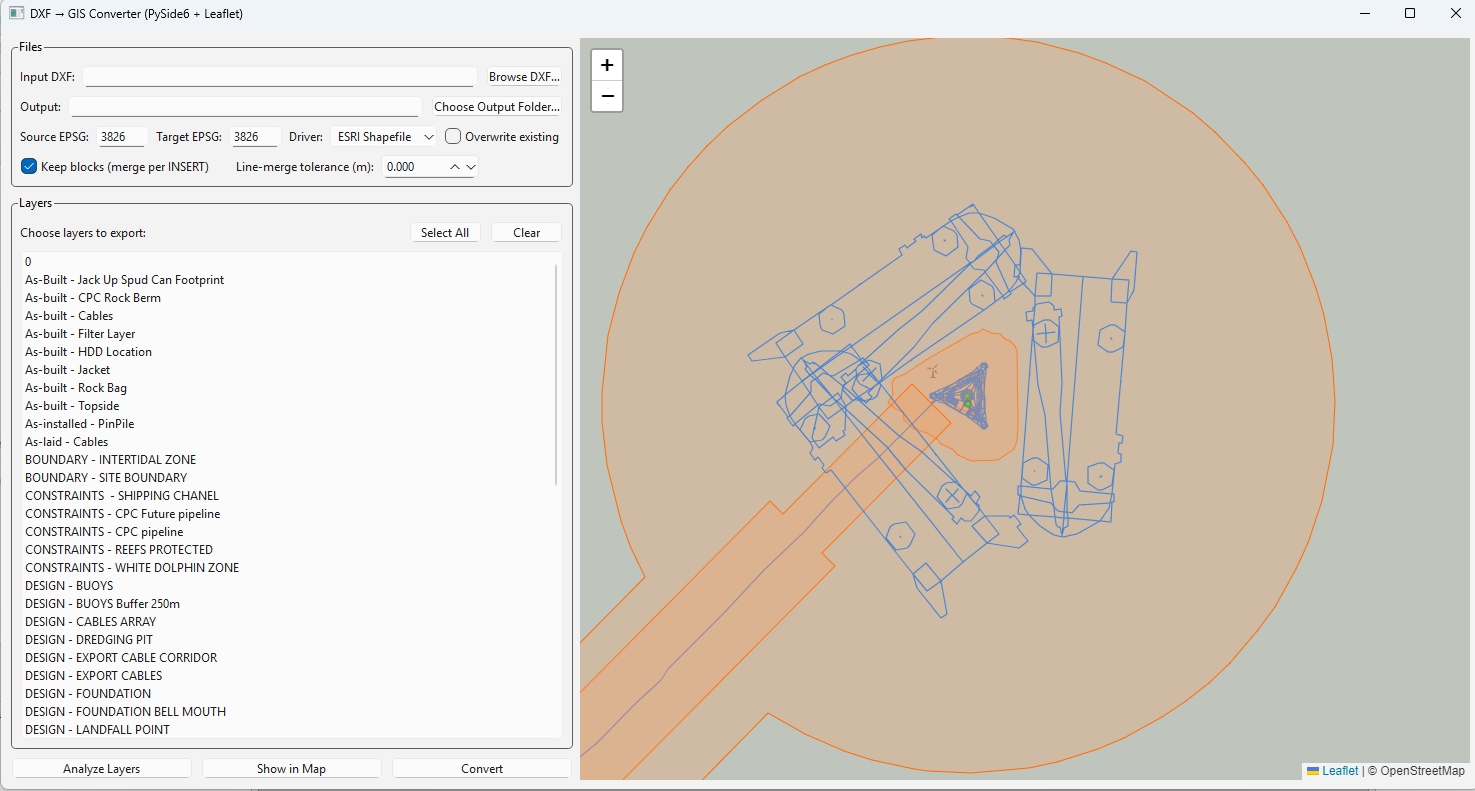 DXF → GIS Converter (PySide6 + Leaflet)
Files
Input DXF:
Browse DXF...
Output:
Choose Output Folder...
Source EPSG: 3826 Target EPSG: 3826 Driver: ESRI Shapefile Overwrite existing
Keep blocks (merge per INSERT) Line-merge tolerance (m): 0.000
Layers
Choose layers to export:
Select All
Clear
0
As-Built - Jack Up Spud Can Footprint
As-built - CPC Rock Berm
As-built - Cables
As-built - Filter Layer
As-built - HDD Location
As-built - Jacket
As-built - Rock Bag
As-built - Topside
As-installed - PinPile
As-laid - Cables
BOUNDARY - INTERTIDAL ZONE
BOUNDARY - SITE BOUNDARY
CONSTRAINTS  - SHIPPING CHANEL
CONSTRAINTS - CPC Future pipeline
CONSTRAINTS - CPC pipeline
CONSTRAINTS - REEFS PROTECTED
CONSTRAINTS - WHITE DOLPHIN ZONE
DESIGN - BUOYS
DESIGN - BUOYS Buffer 250m
DESIGN - CABLES ARRAY
DESIGN - DREDGING PIT
DESIGN - EXPORT CABLE CORRIDOR
DESIGN - EXPORT CABLES
DESIGN - FOUNDATION
DESIGN - FOUNDATION BELL MOUTH
DESIGN - LANDFALL POINT
Analyze Layers
Show in Map
Convert
+
−
Leaflet | © OpenStreetMap